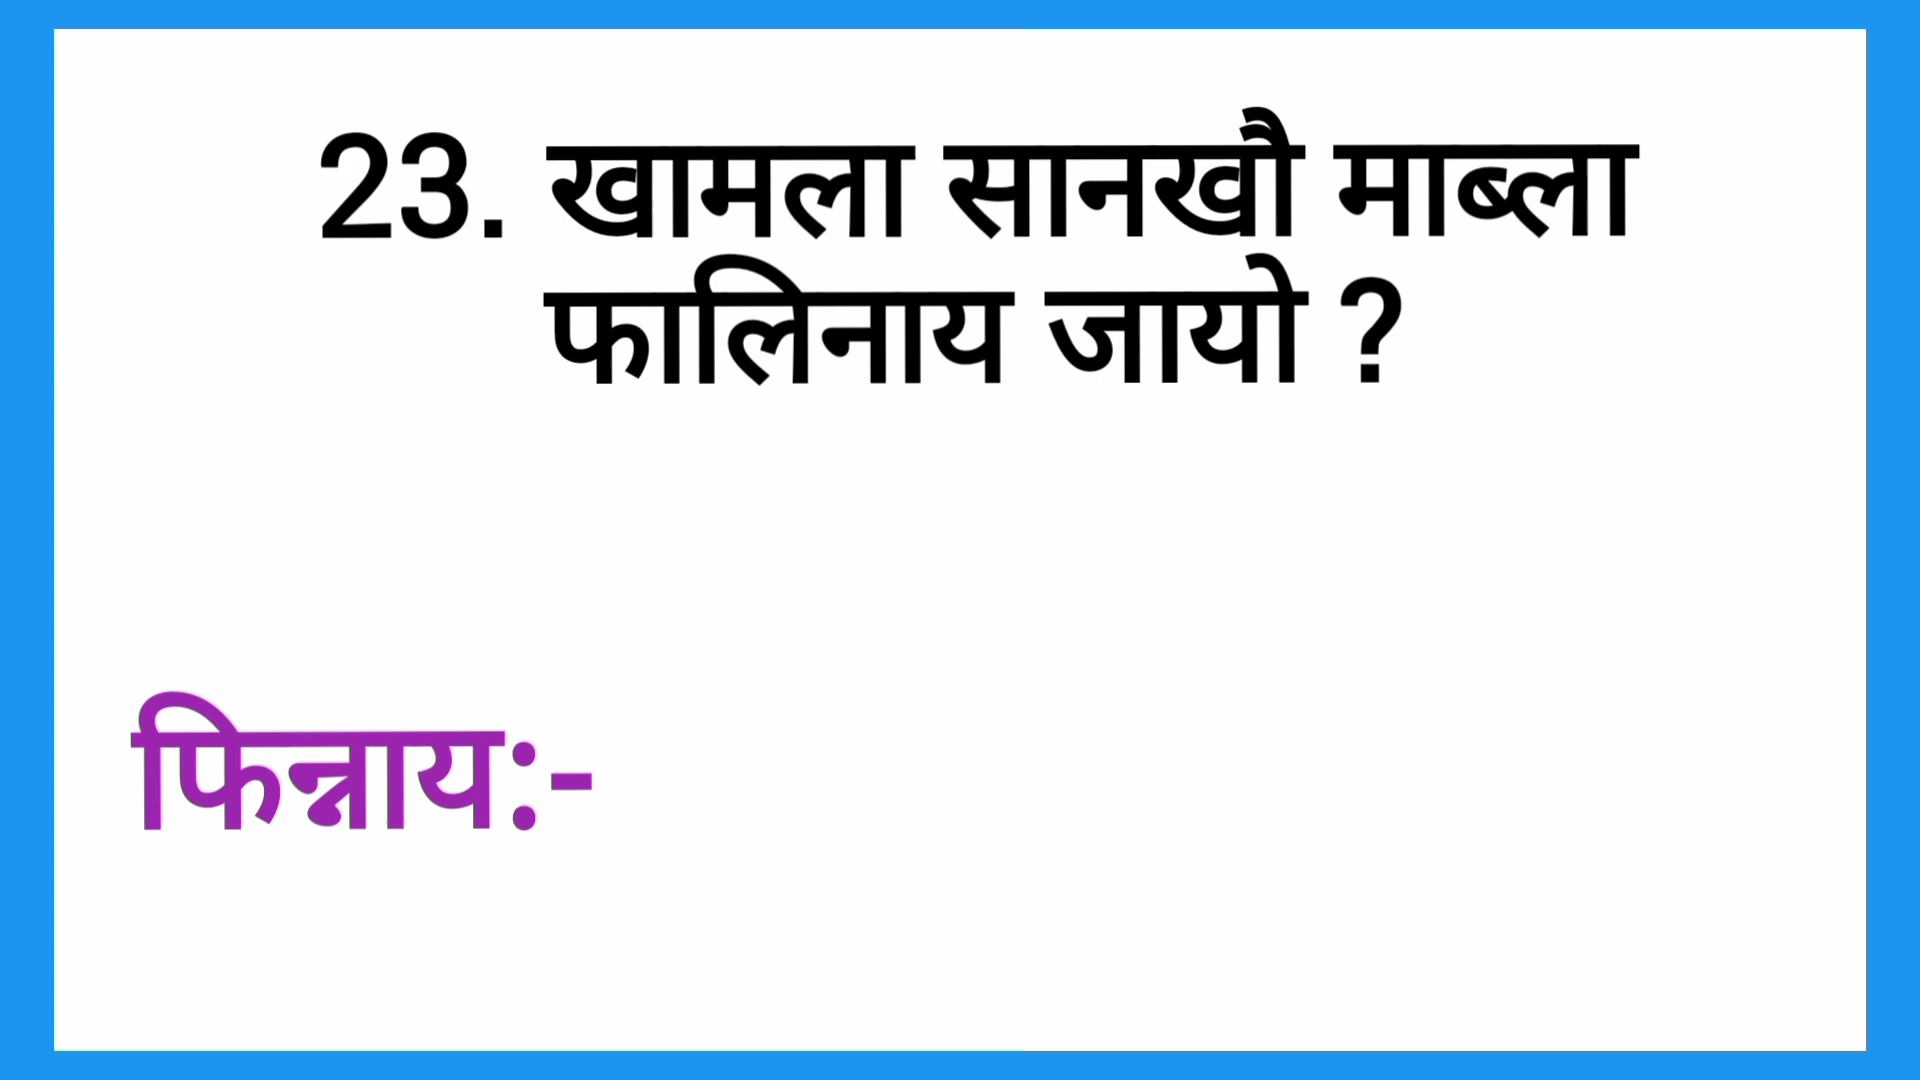 23. खामला सानखौ माब्ला
फालिनाय जायो ?
फिन्नाय:-